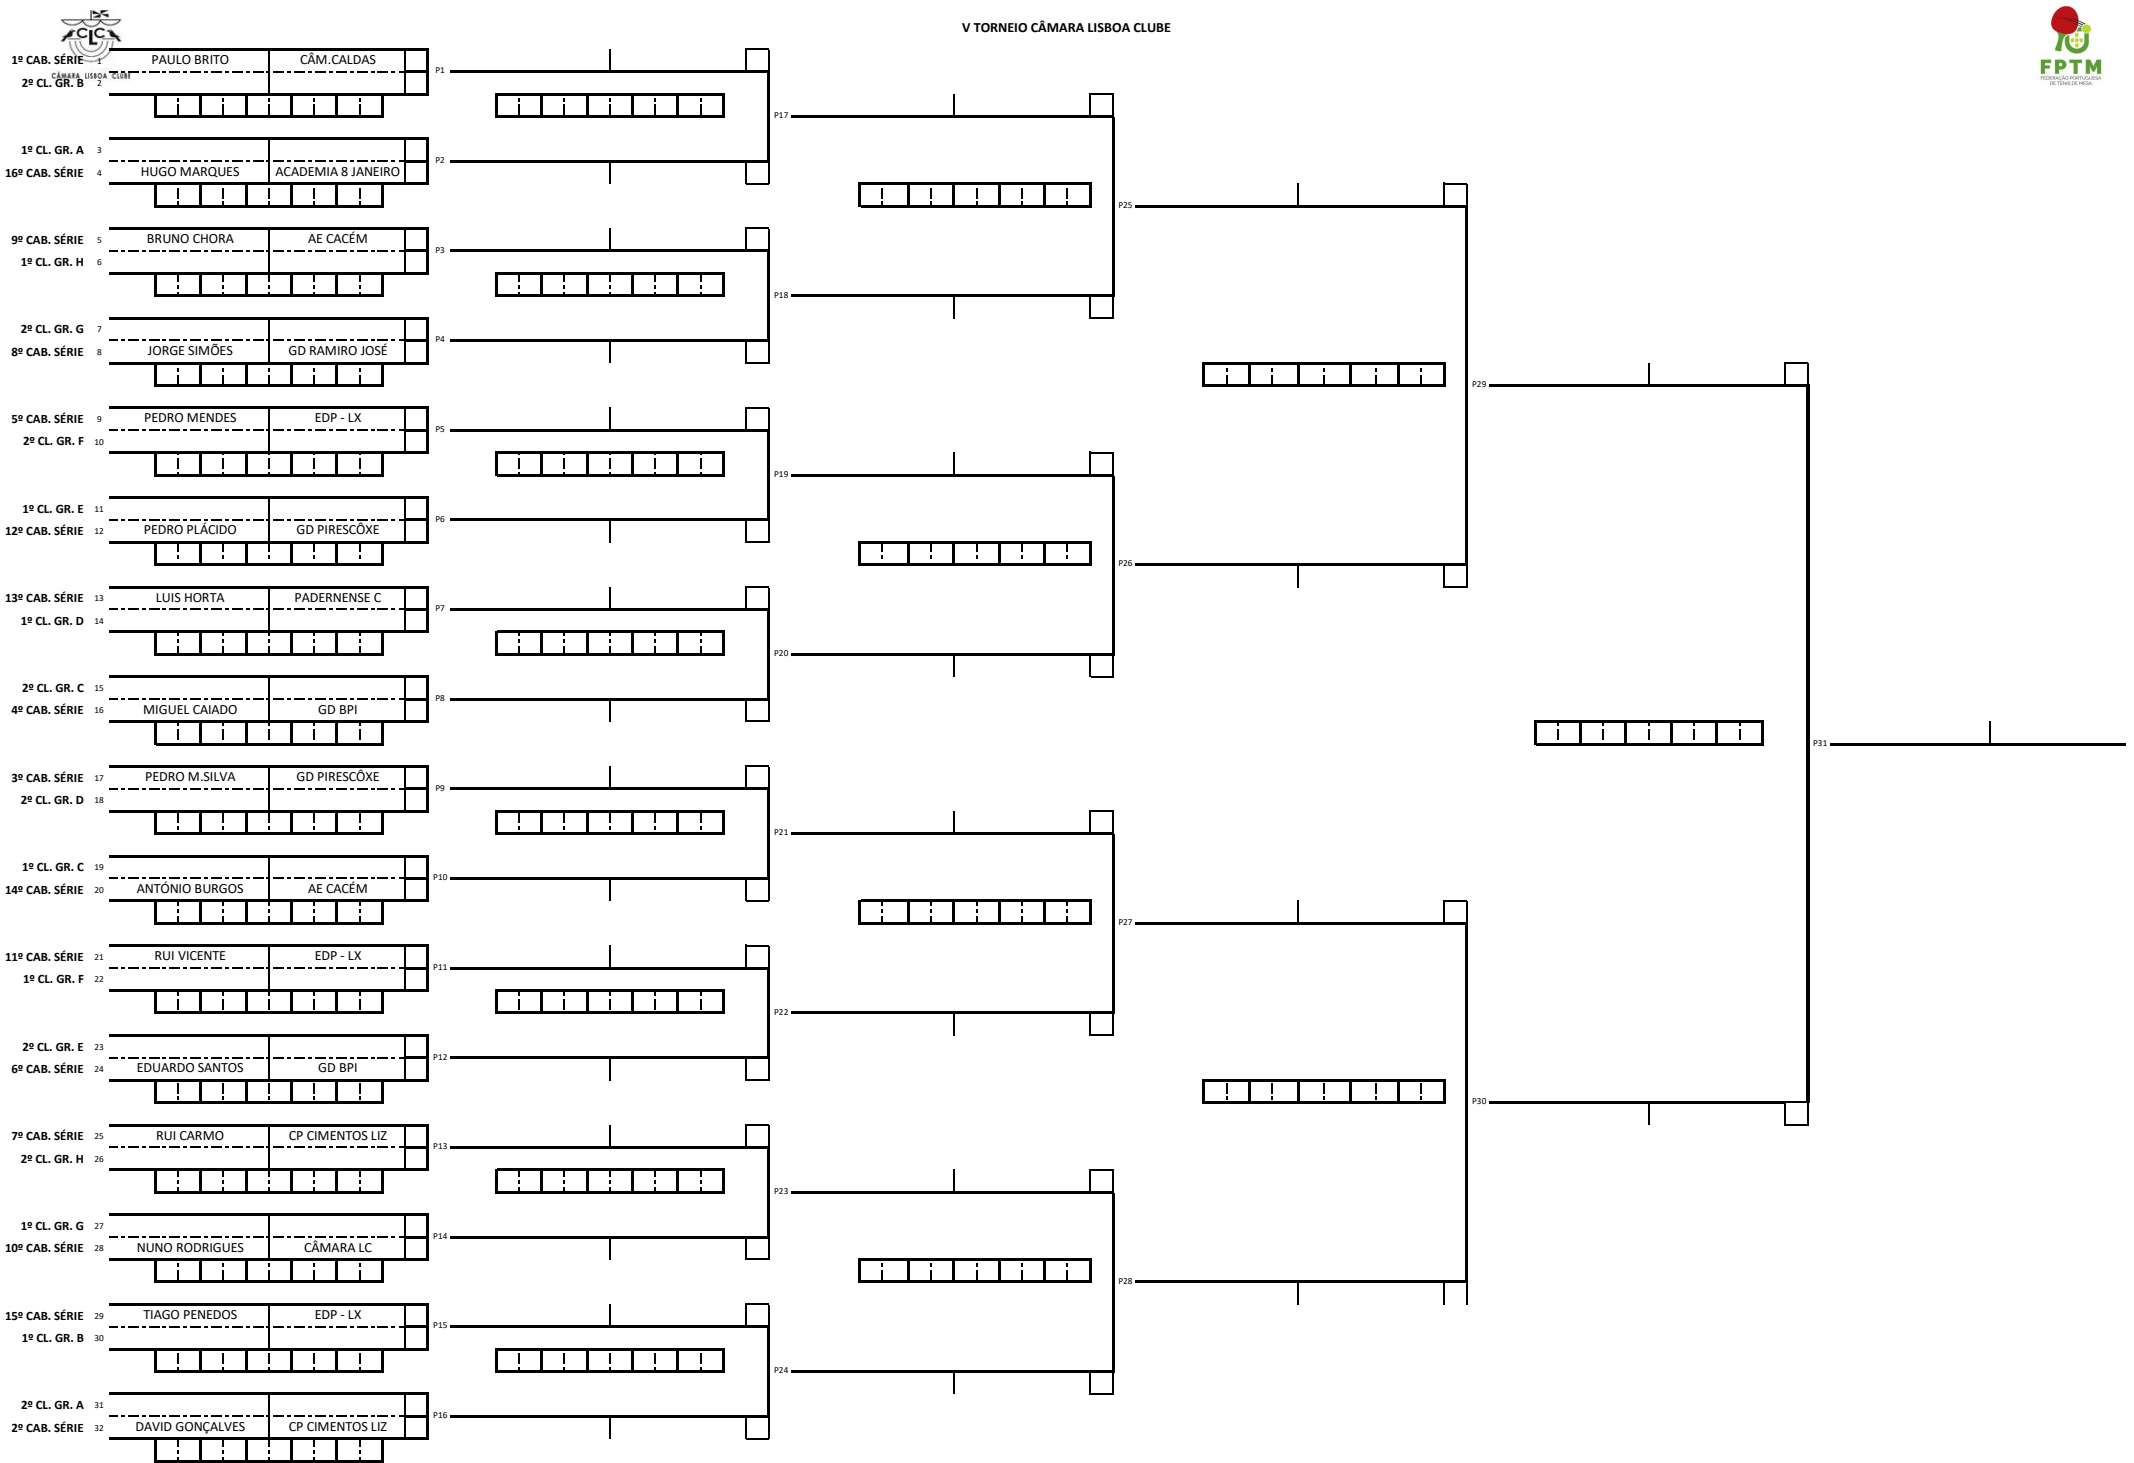 V TORNEIO CÂMARA LISBOA CLUBE
CLC
CÂMARA LISBOA CLUBE
FPTM
FEDERAÇÃO PORTUGUESA
DE TÉNIS DE MESA
1º CAB. SÉRIE 1 PAULO BRITO CÂM.CALDAS
P1
2º CL. GR. B 2
P17
1º CL. GR. A 3
P2
16º CAB. SÉRIE 4 HUGO MARQUES ACADEMIA 8 JANEIRO
P25
9º CAB. SÉRIE 5 BRUNO CHORA AE CACÉM
P3
1º CL. GR. H 6
P18
2º CL. GR. G 7
P4
8º CAB. SÉRIE 8 JORGE SIMÕES GD RAMIRO JOSÉ
P29
5º CAB. SÉRIE 9 PEDRO MENDES EDP - LX
P5
2º CL. GR. F 10
P19
1º CL. GR. E 11
P6
12º CAB. SÉRIE 12 PEDRO PLÁCIDO GD PIRESCÔXE
P26
13º CAB. SÉRIE 13 LUIS HORTA PADERNENSE C
P7
1º CL. GR. D 14
P20
2º CL. GR. C 15
P8
4º CAB. SÉRIE 16 MIGUEL CAIADO GD BPI
P31
3º CAB. SÉRIE 17 PEDRO M.SILVA GD PIRESCÔXE
P9
2º CL. GR. D 18
P21
1º CL. GR. C 19
P10
14º CAB. SÉRIE 20 ANTÓNIO BURGOS AE CACÉM
P27
11º CAB. SÉRIE 21 RUI VICENTE EDP - LX
P11
1º CL. GR. F 22
P22
2º CL. GR. E 23
P12
6º CAB. SÉRIE 24 EDUARDO SANTOS GD BPI
P30
7º CAB. SÉRIE 25 RUI CARMO CP CIMENTOS LIZ
P13
2º CL. GR. H 26
P23
1º CL. GR. G 27
P14
10º CAB. SÉRIE 28 NUNO RODRIGUES CÂMARA LC
P28
15º CAB. SÉRIE 29 TIAGO PENEDOS EDP - LX
P15
1º CL. GR. B 30
P24
2º CL. GR. A 31
P16
2º CAB. SÉRIE 32 DAVID GONÇALVES CP CIMENTOS LIZ